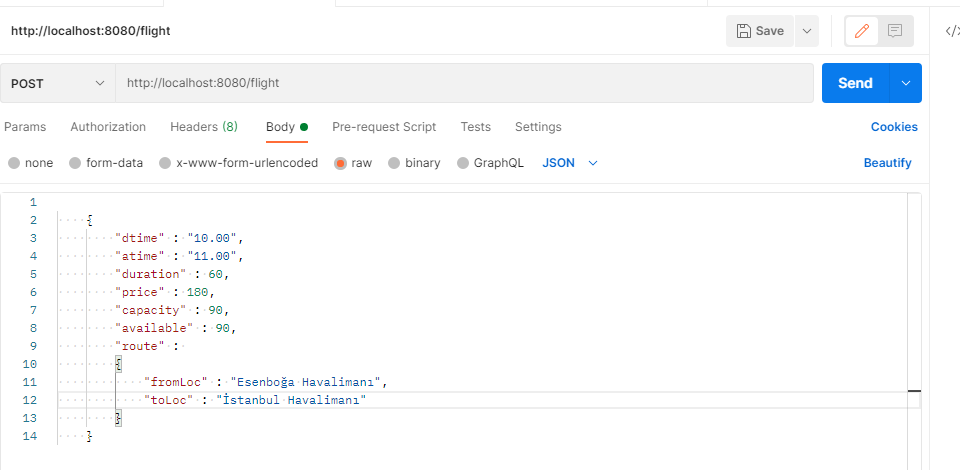 http://localhost:8080/flight Save </>
POST http://localhost:8080/flight Send
Params Authorization Headers (8) Body Pre-request Script Tests Settings Cookies
none form-data x-www-form-urlencoded raw binary GraphQL JSON Beautify
1
2 {
3 "dtime" : "10.00",
4 "atime" : "11.00",
5 "duration" : 60,
6 "price" : 180,
7 "capacity" : 90,
8 "available" : 90,
9 "route" :
10 {
11 "fromLoc" : "Esenboğa Havalimanı",
12 "toLoc" : "İstanbul Havalimanı"
13 }
14 }